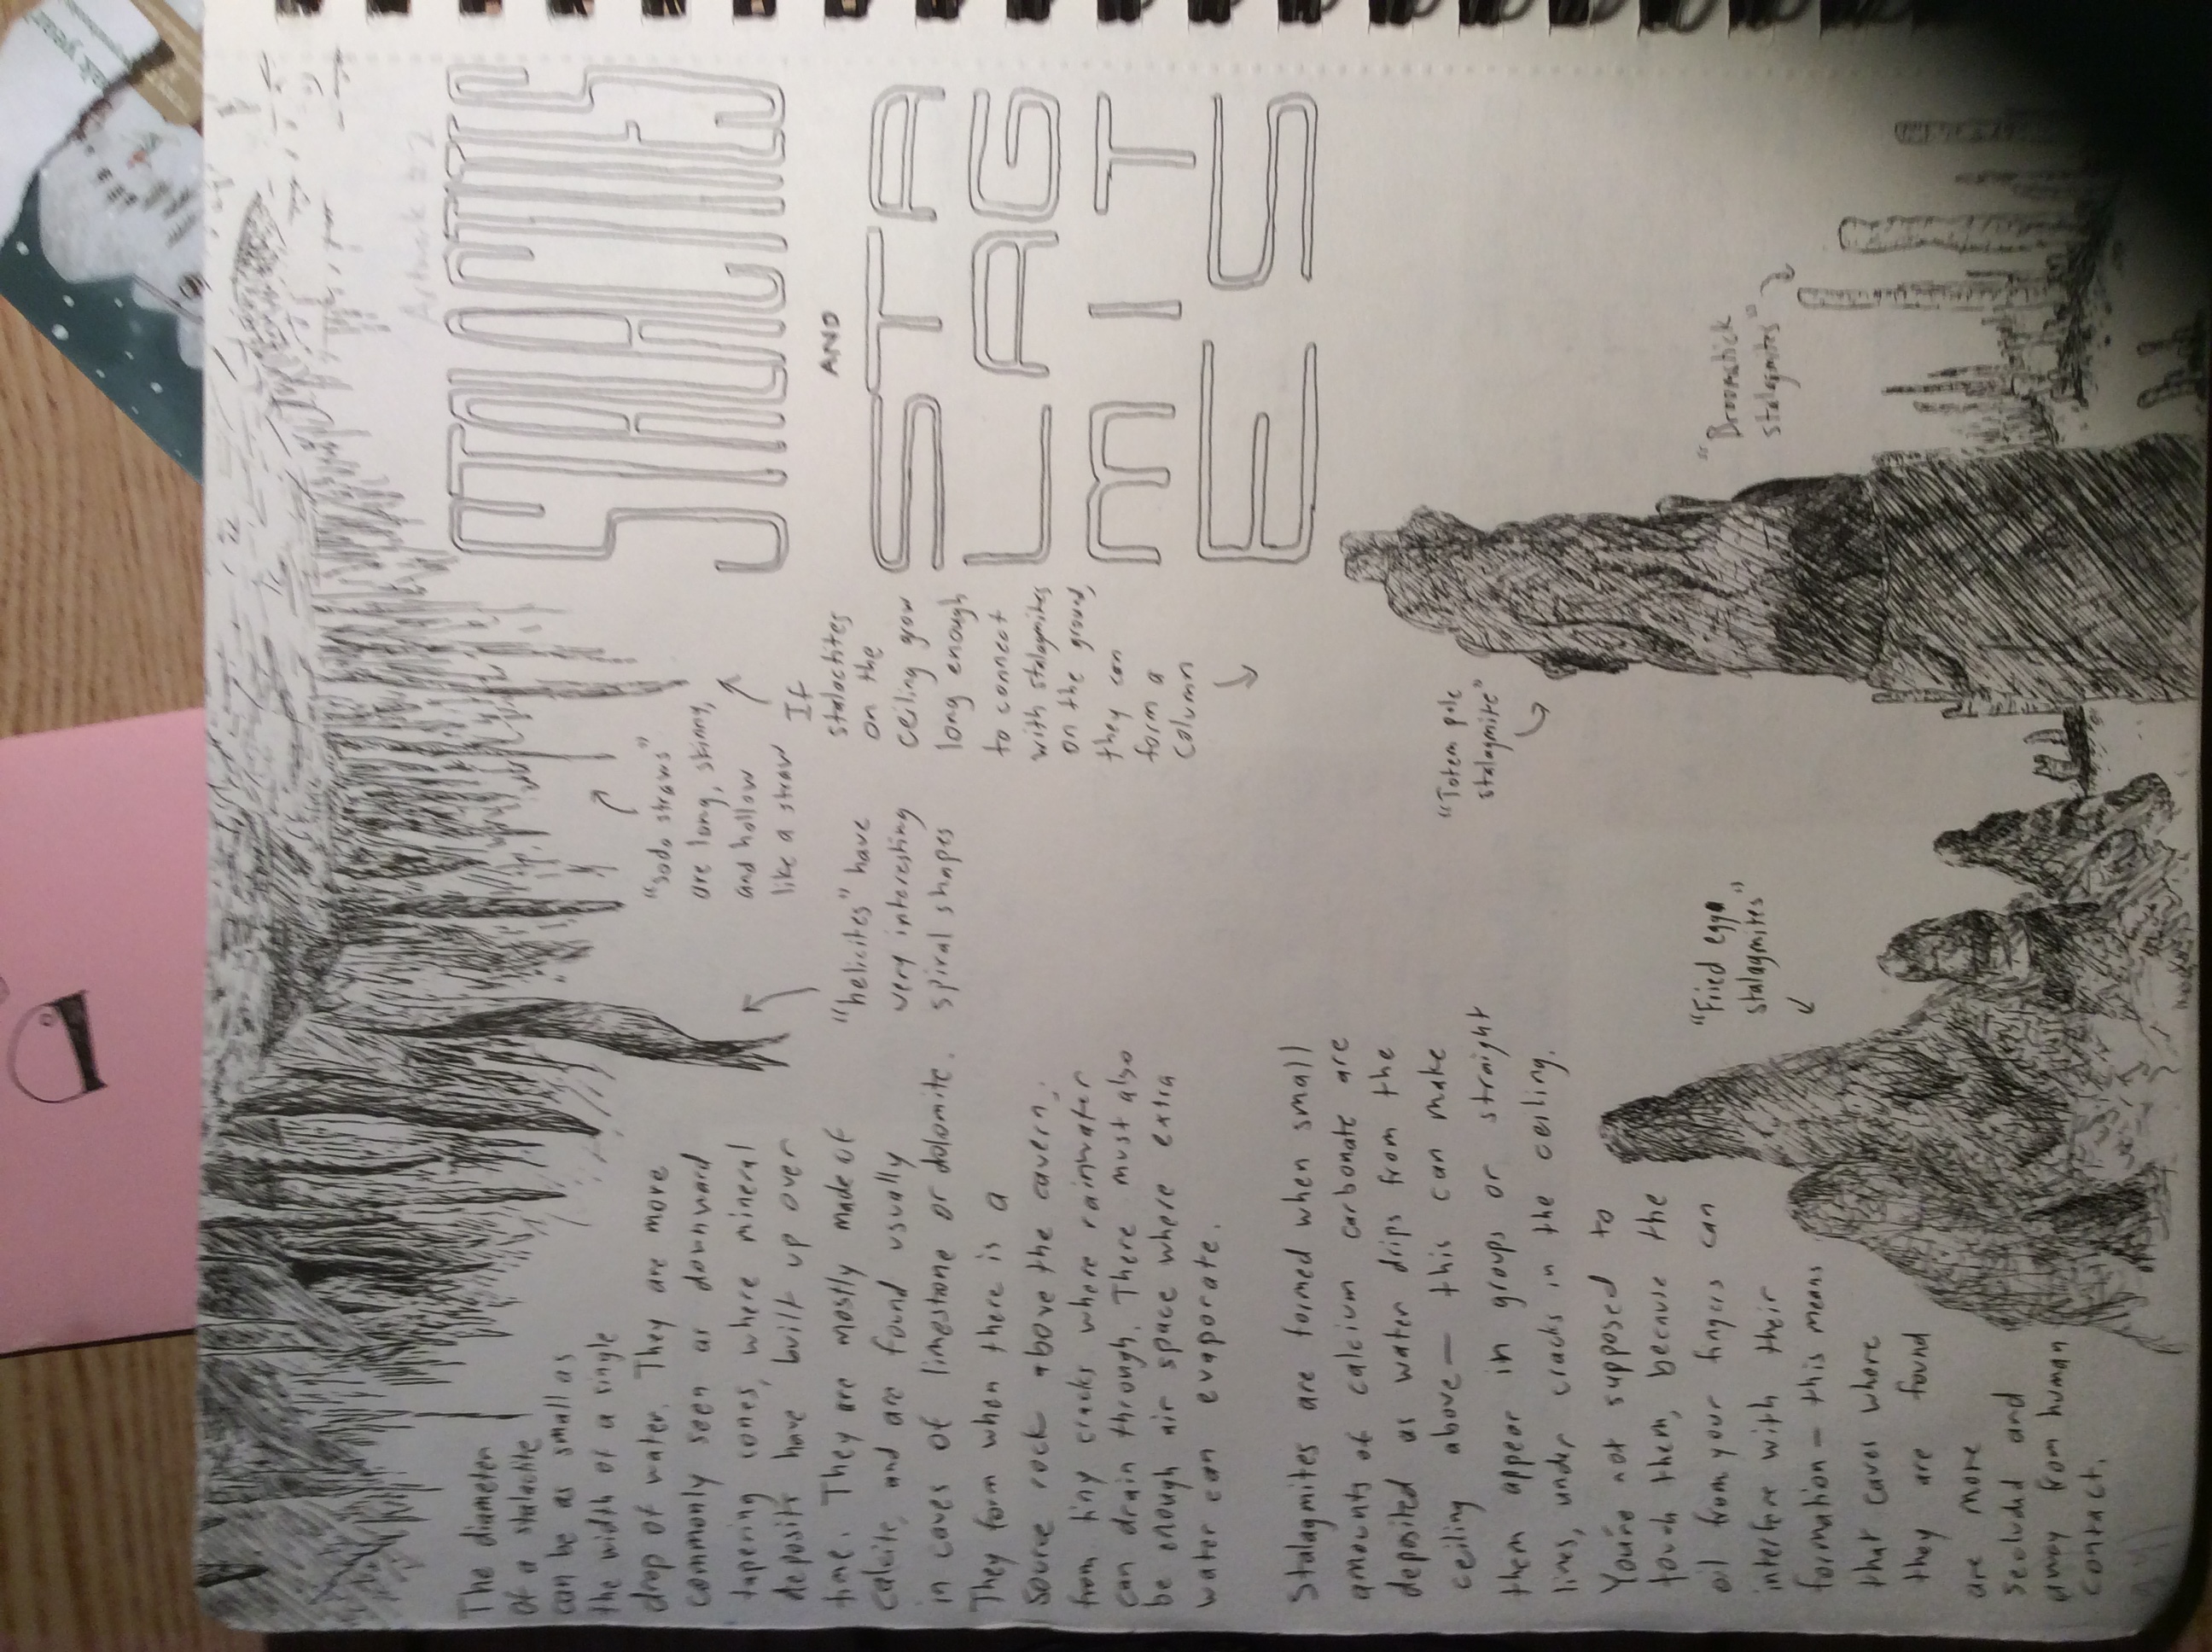 Artwork #2
STALACTITES
AND
STA
LAG
MIT
ES
The diameter
of a stalactite
can be as small as
the width of a single
drop of water. They are more
commonly seen as downward
tapering cones, where mineral
deposits have built up over
time. They are mostly made of
calcite, and are found usually
in caves of limestone or dolomite.
They form when there is a
source rock above the cavern,
from tiny cracks where rainwater
can drain through. There must also
be enough air space where extra
water can evaporate.
"soda straws"
are long, skinny,
and hollow
like a straw
"helicites" have
very interesting
spiral shapes
If
stalactites
on the
ceiling grow
long enough
to connect
with stalagmites
on the ground,
they can
form a
column
Stalagmites are formed when small
amounts of calcium carbonate are
deposited as water drips from the
ceiling above — this can make
them appear in groups or straight
lines, under cracks in the ceiling.
You're not supposed to
touch them, because the
oil from your fingers can
interfere with their
formation — this means
that caves where
they are found
are more
secluded and
away from human
contact.
"Fried egg"
stalagmites"
"Totem pole
stalagmite"
"Broomstick
stalagmites"